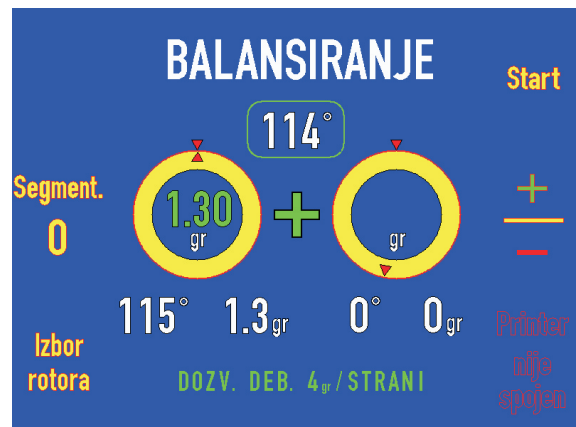 BALANSIRANJE
Start
114°
Segment.
0
1.30
gr
+
gr
+
−
115° 1.3gr 0° 0gr
Izbor
rotora
Printer
nije
spojen
DOZV. DEB. 4gr/STRANI